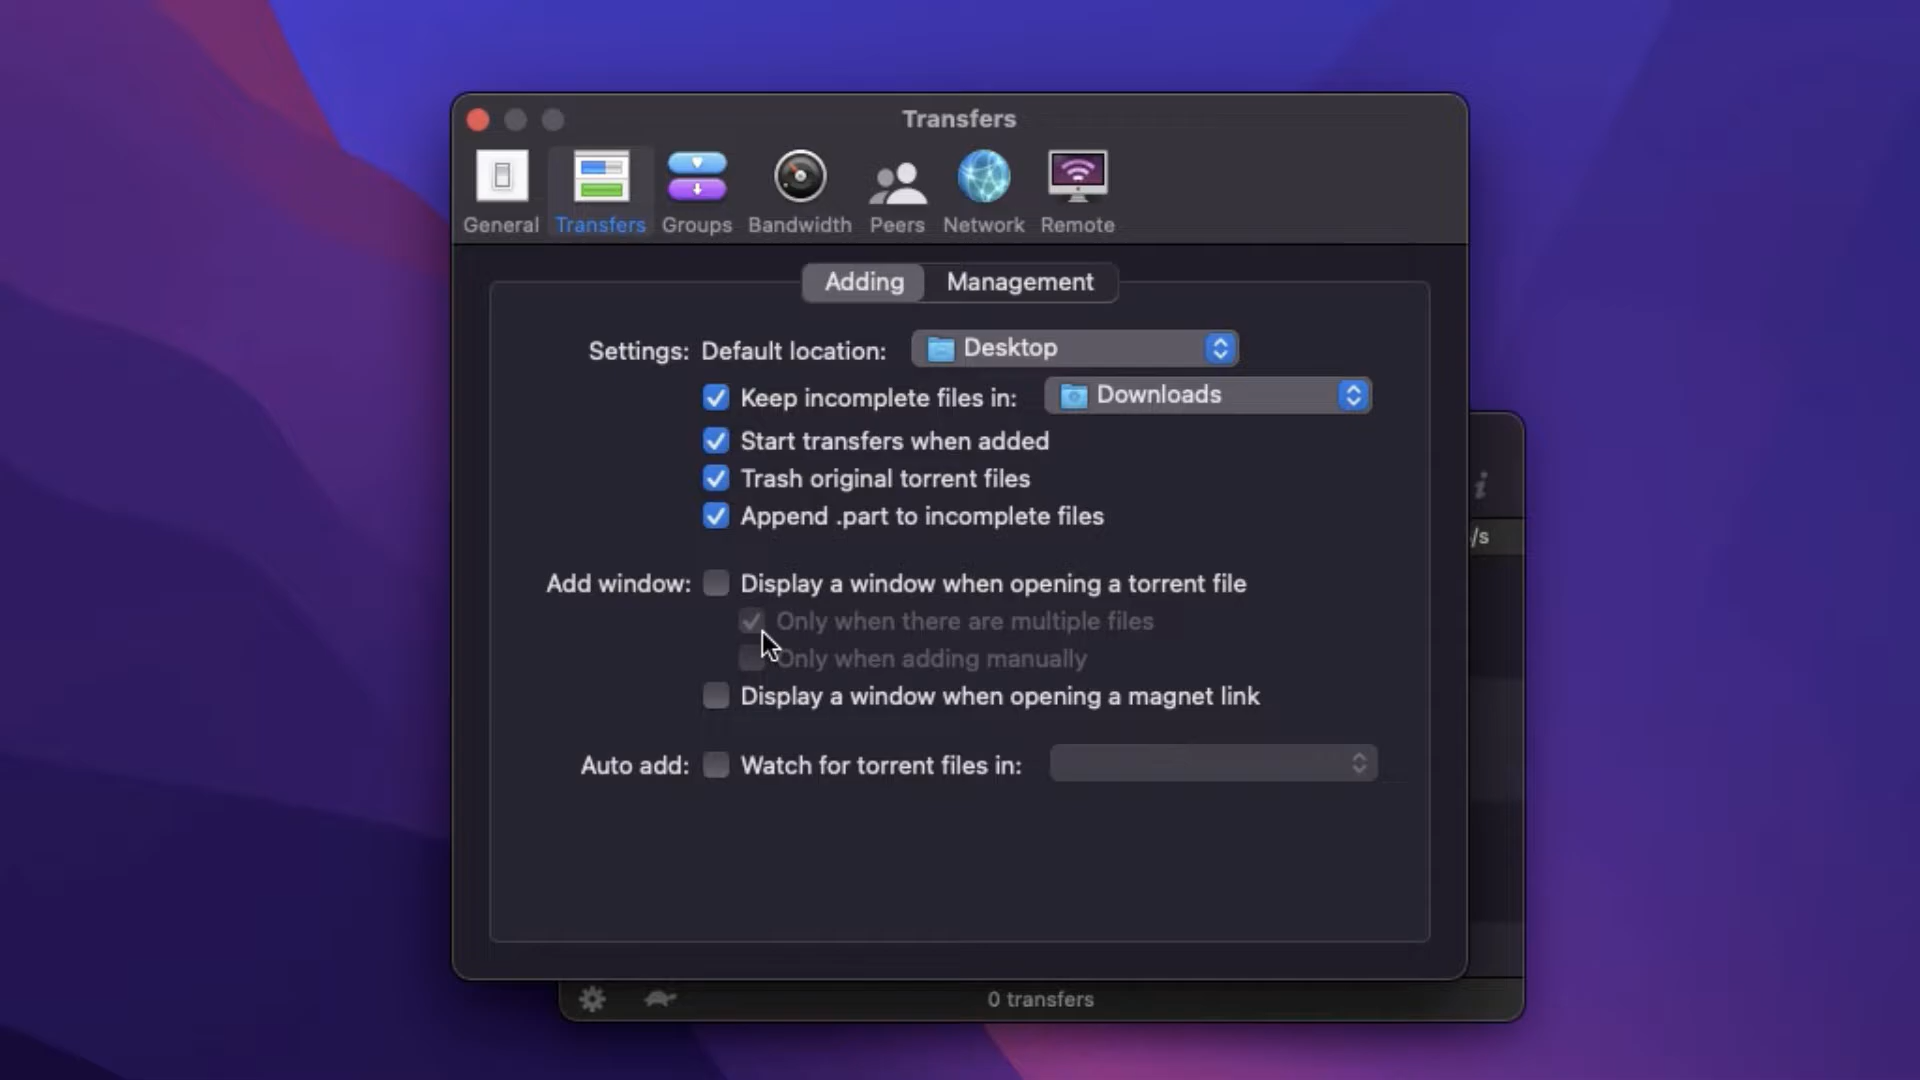 Transfers
General Transfers Groups Bandwidth Peers Network Remote
Adding Management
Settings: Default location: Desktop
Keep incomplete files in: Downloads
Start transfers when added
Trash original torrent files
Append .part to incomplete files
/s
Add window: Display a window when opening a torrent file
Only when there are multiple files
Only when adding manually
Display a window when opening a magnet link
Auto add: Watch for torrent files in:
0 transfers